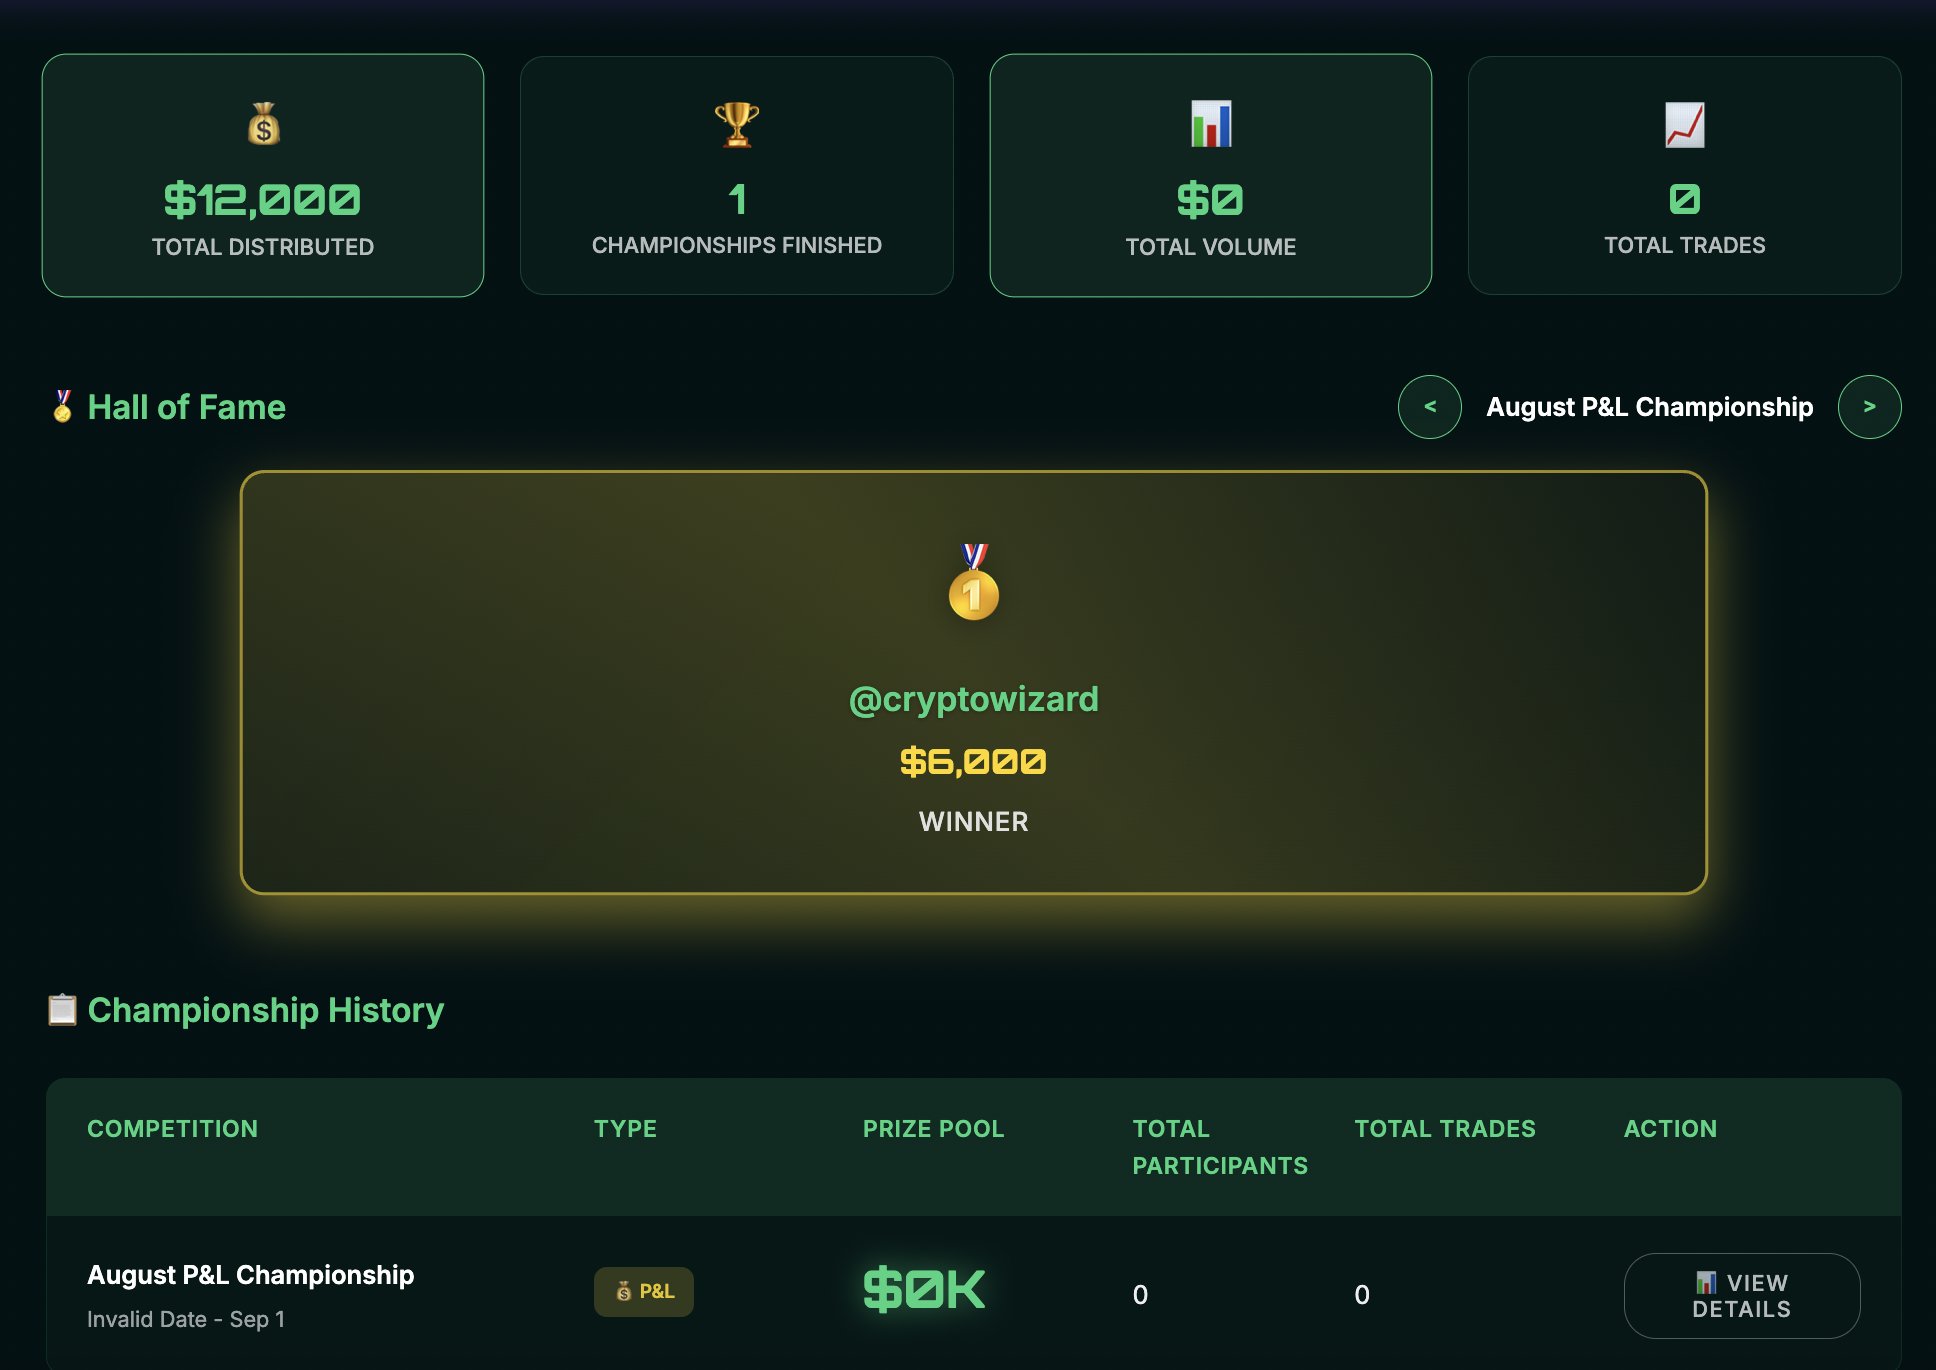 $12,000
TOTAL DISTRIBUTED
1
CHAMPIONSHIPS FINISHED
$0
TOTAL VOLUME
0
TOTAL TRADES
Hall of Fame
<
August P&L Championship
>
1
@cryptowizard
$6,000
WINNER
Championship History
COMPETITION
TYPE
PRIZE POOL
TOTAL
PARTICIPANTS
TOTAL TRADES
ACTION
August P&L Championship
Invalid Date - Sep 1
P&L
$0K
0
0
VIEW
DETAILS